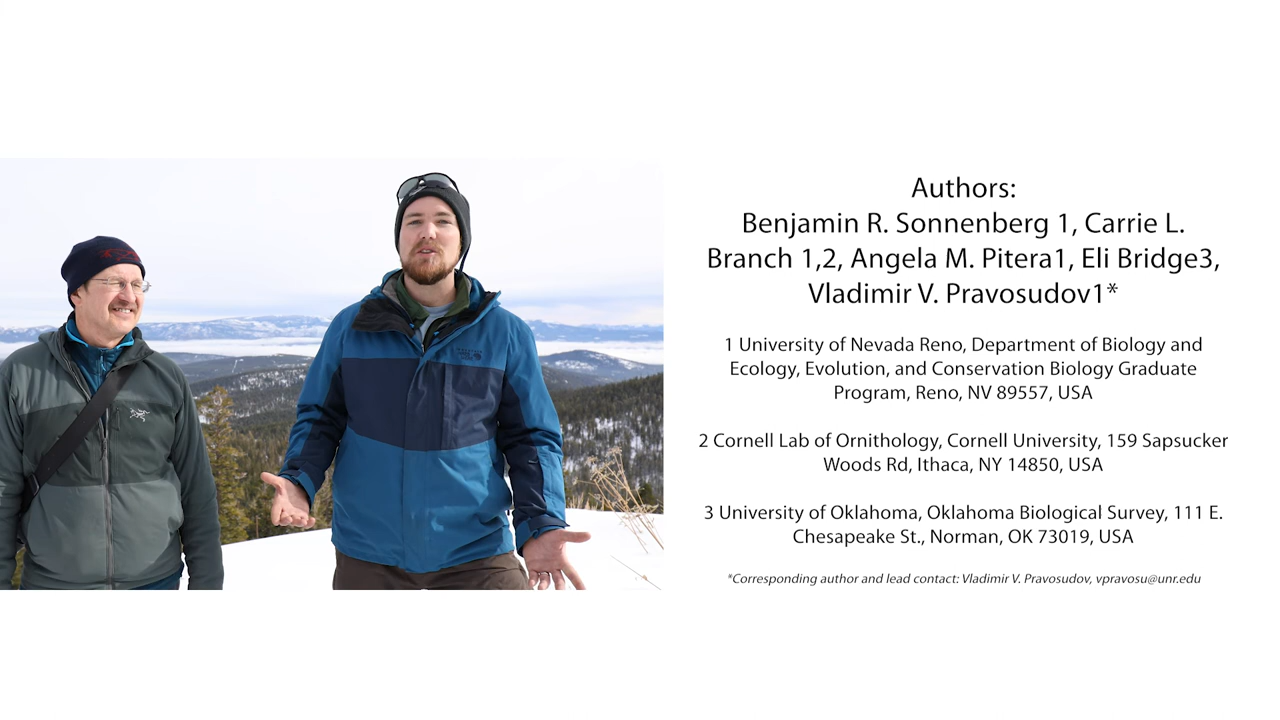 Authors:
Benjamin R. Sonnenberg 1, Carrie L.
Branch 1,2, Angela M. Pitera1, Eli Bridge3,
Vladimir V. Pravosudov1*
1 University of Nevada Reno, Department of Biology and
Ecology, Evolution, and Conservation Biology Graduate
Program, Reno, NV 89557, USA
2 Cornell Lab of Ornithology, Cornell University, 159 Sapsucker
Woods Rd, Ithaca, NY 14850, USA
3 University of Oklahoma, Oklahoma Biological Survey, 111 E.
Chesapeake St., Norman, OK 73019, USA
*Corresponding author and lead contact: Vladimir V. Pravosudov, vpravosu@unr.edu